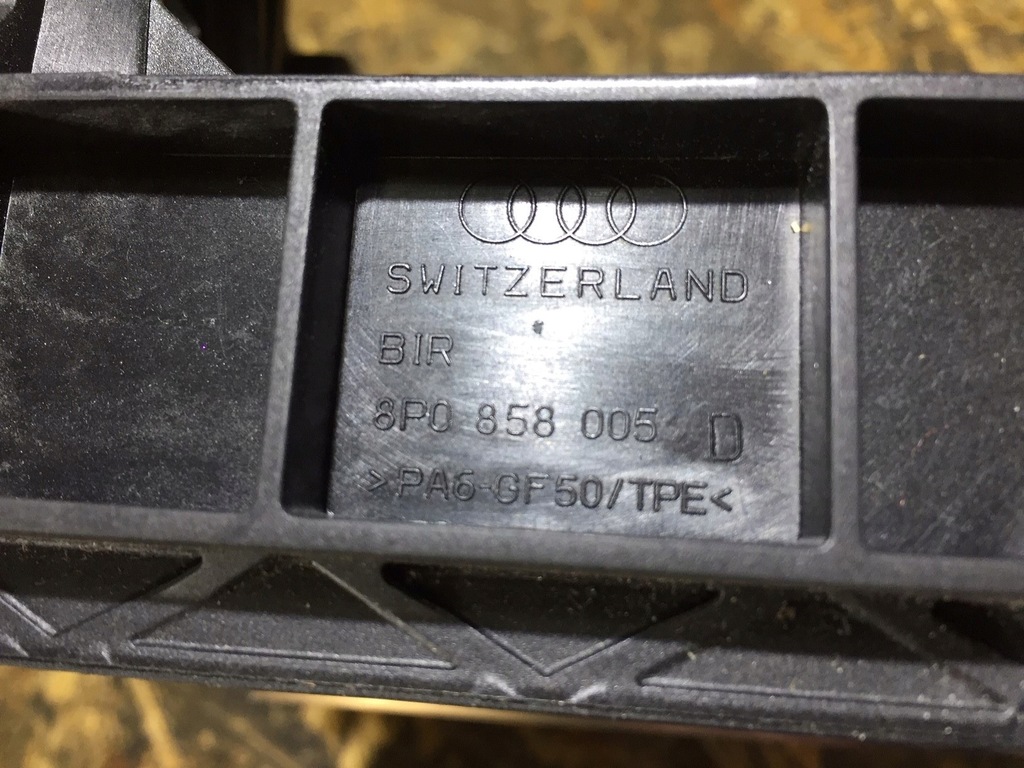 SWITZERLAND
BIR
8P0 858 005 D
>PA6-GF50/TPE<